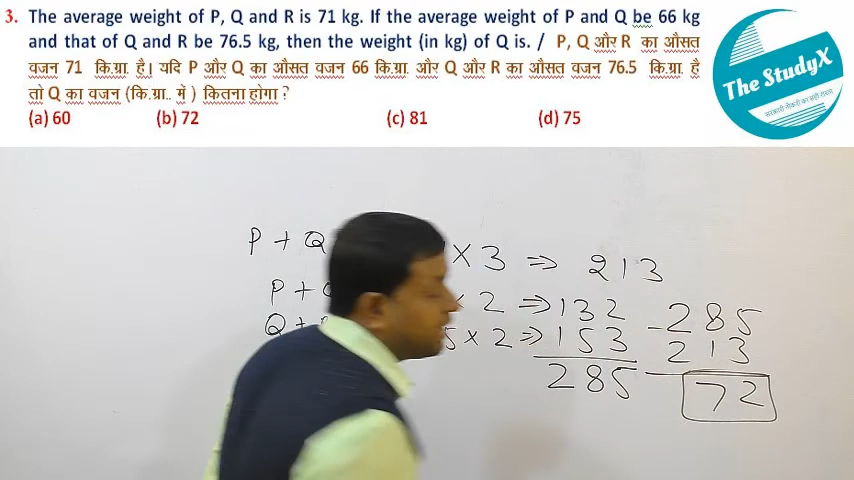 3. The average weight of P, Q and R is 71 kg. If the average weight of P and Q be 66 kg
and that of Q and R be 76.5 kg, then the weight (in kg) of Q is. / P, Q और R का औसत
वजन 71 कि.ग्रा. है। यदि P और Q का औसत वजन 66 कि.ग्रा. और Q और R का औसत वजन 76.5 कि.ग्रा. है
तो Q का वजन (कि.ग्रा.. में ) कितना होगा ?
(a) 60 (b) 72 (c) 81 (d) 75
The StudyX
सरकारी नौकरी का सही रास्ता
P + Q × 3 ⇒ 213
P + × 2 ⇒ 132
Q + 5 × 2 ⇒ 153
285
- 285
213
72